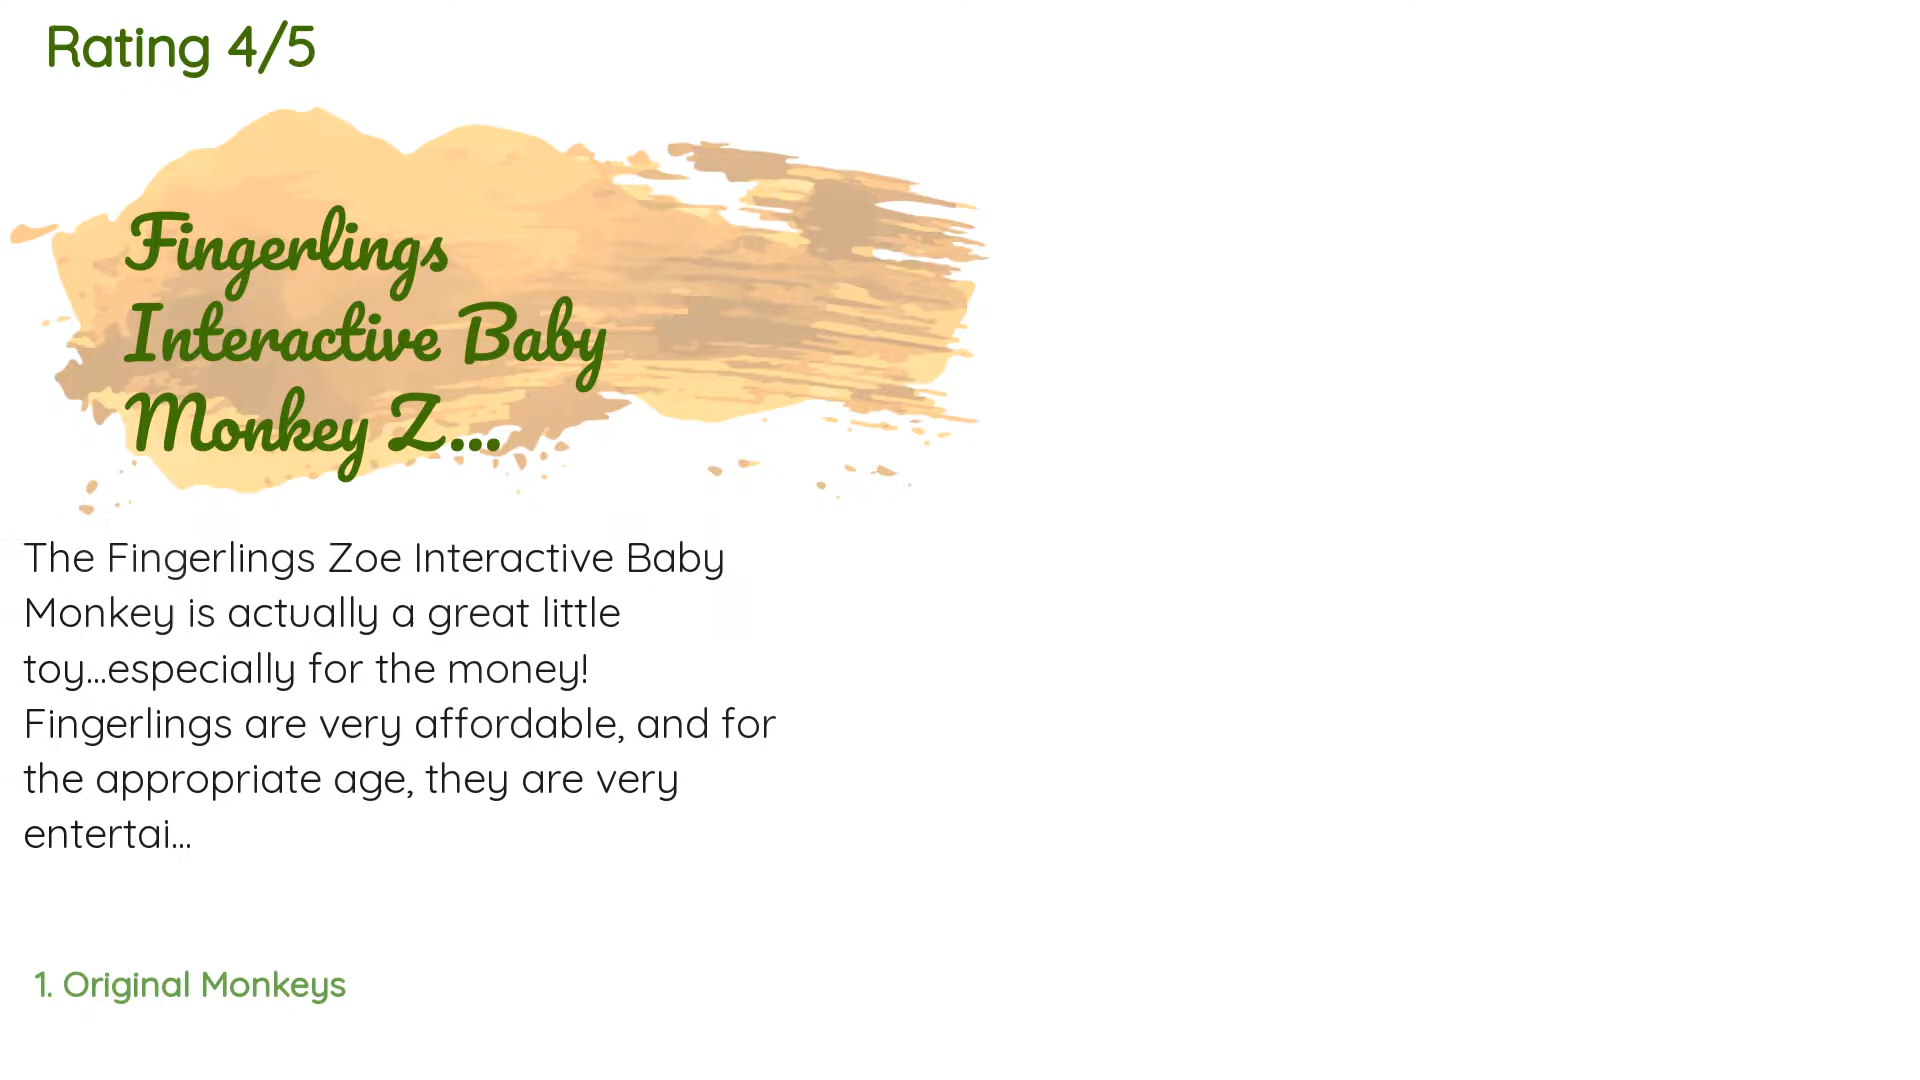 Rating 4/5
Fingerlings
Interactive Baby
Monkey Z...
The Fingerlings Zoe Interactive Baby
Monkey is actually a great little
toy...especially for the money!
Fingerlings are very affordable, and for
the appropriate age, they are very
entertai...
1. Original Monkeys